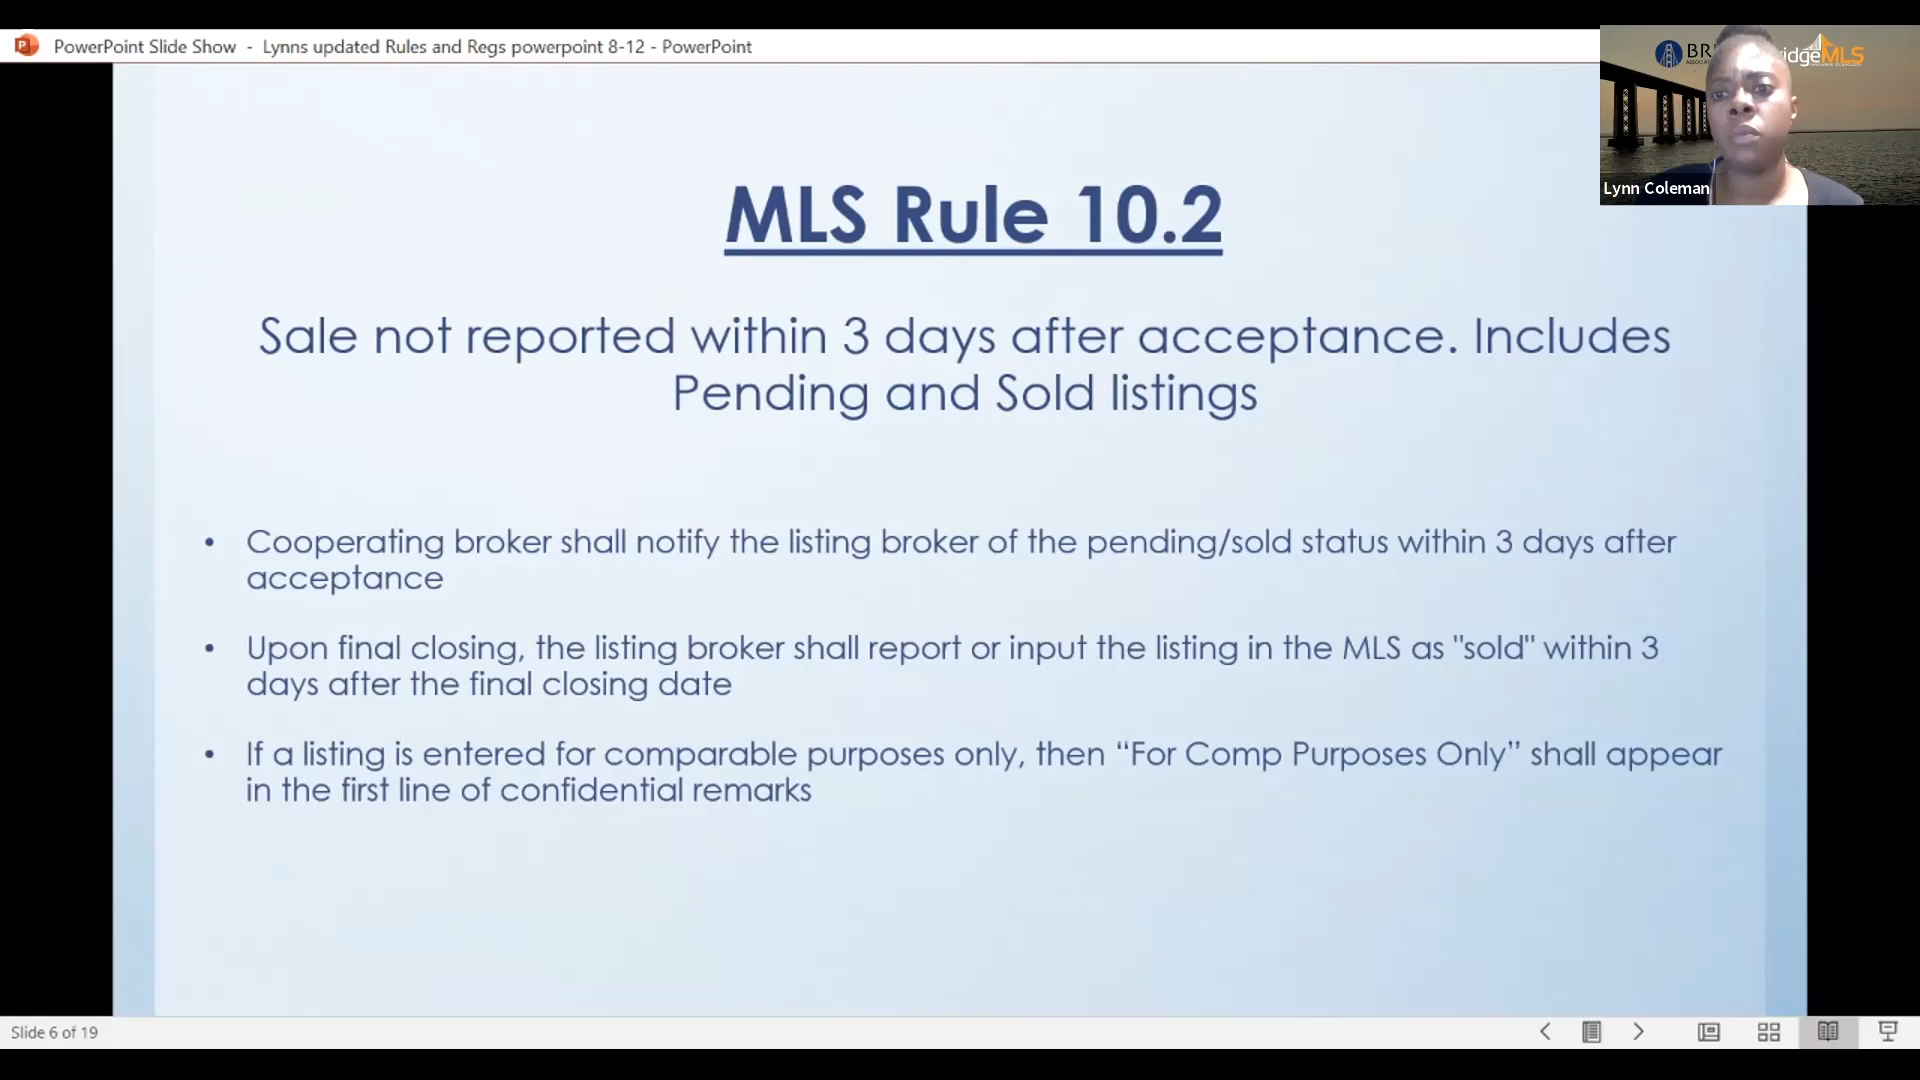 PowerPoint Slide Show - Lynns updated Rules and Regs powerpoint 8-12 - PowerPoint
MLS
Lynn Coleman
MLS Rule 10.2
Sale not reported within 3 days after acceptance. Includes
Pending and Sold listings
• Cooperating broker shall notify the listing broker of the pending/sold status within 3 days after
acceptance
• Upon final closing, the listing broker shall report or input the listing in the MLS as "sold" within 3
days after the final closing date
• If a listing is entered for comparable purposes only, then “For Comp Purposes Only” shall appear
in the first line of confidential remarks
Slide 6 of 19